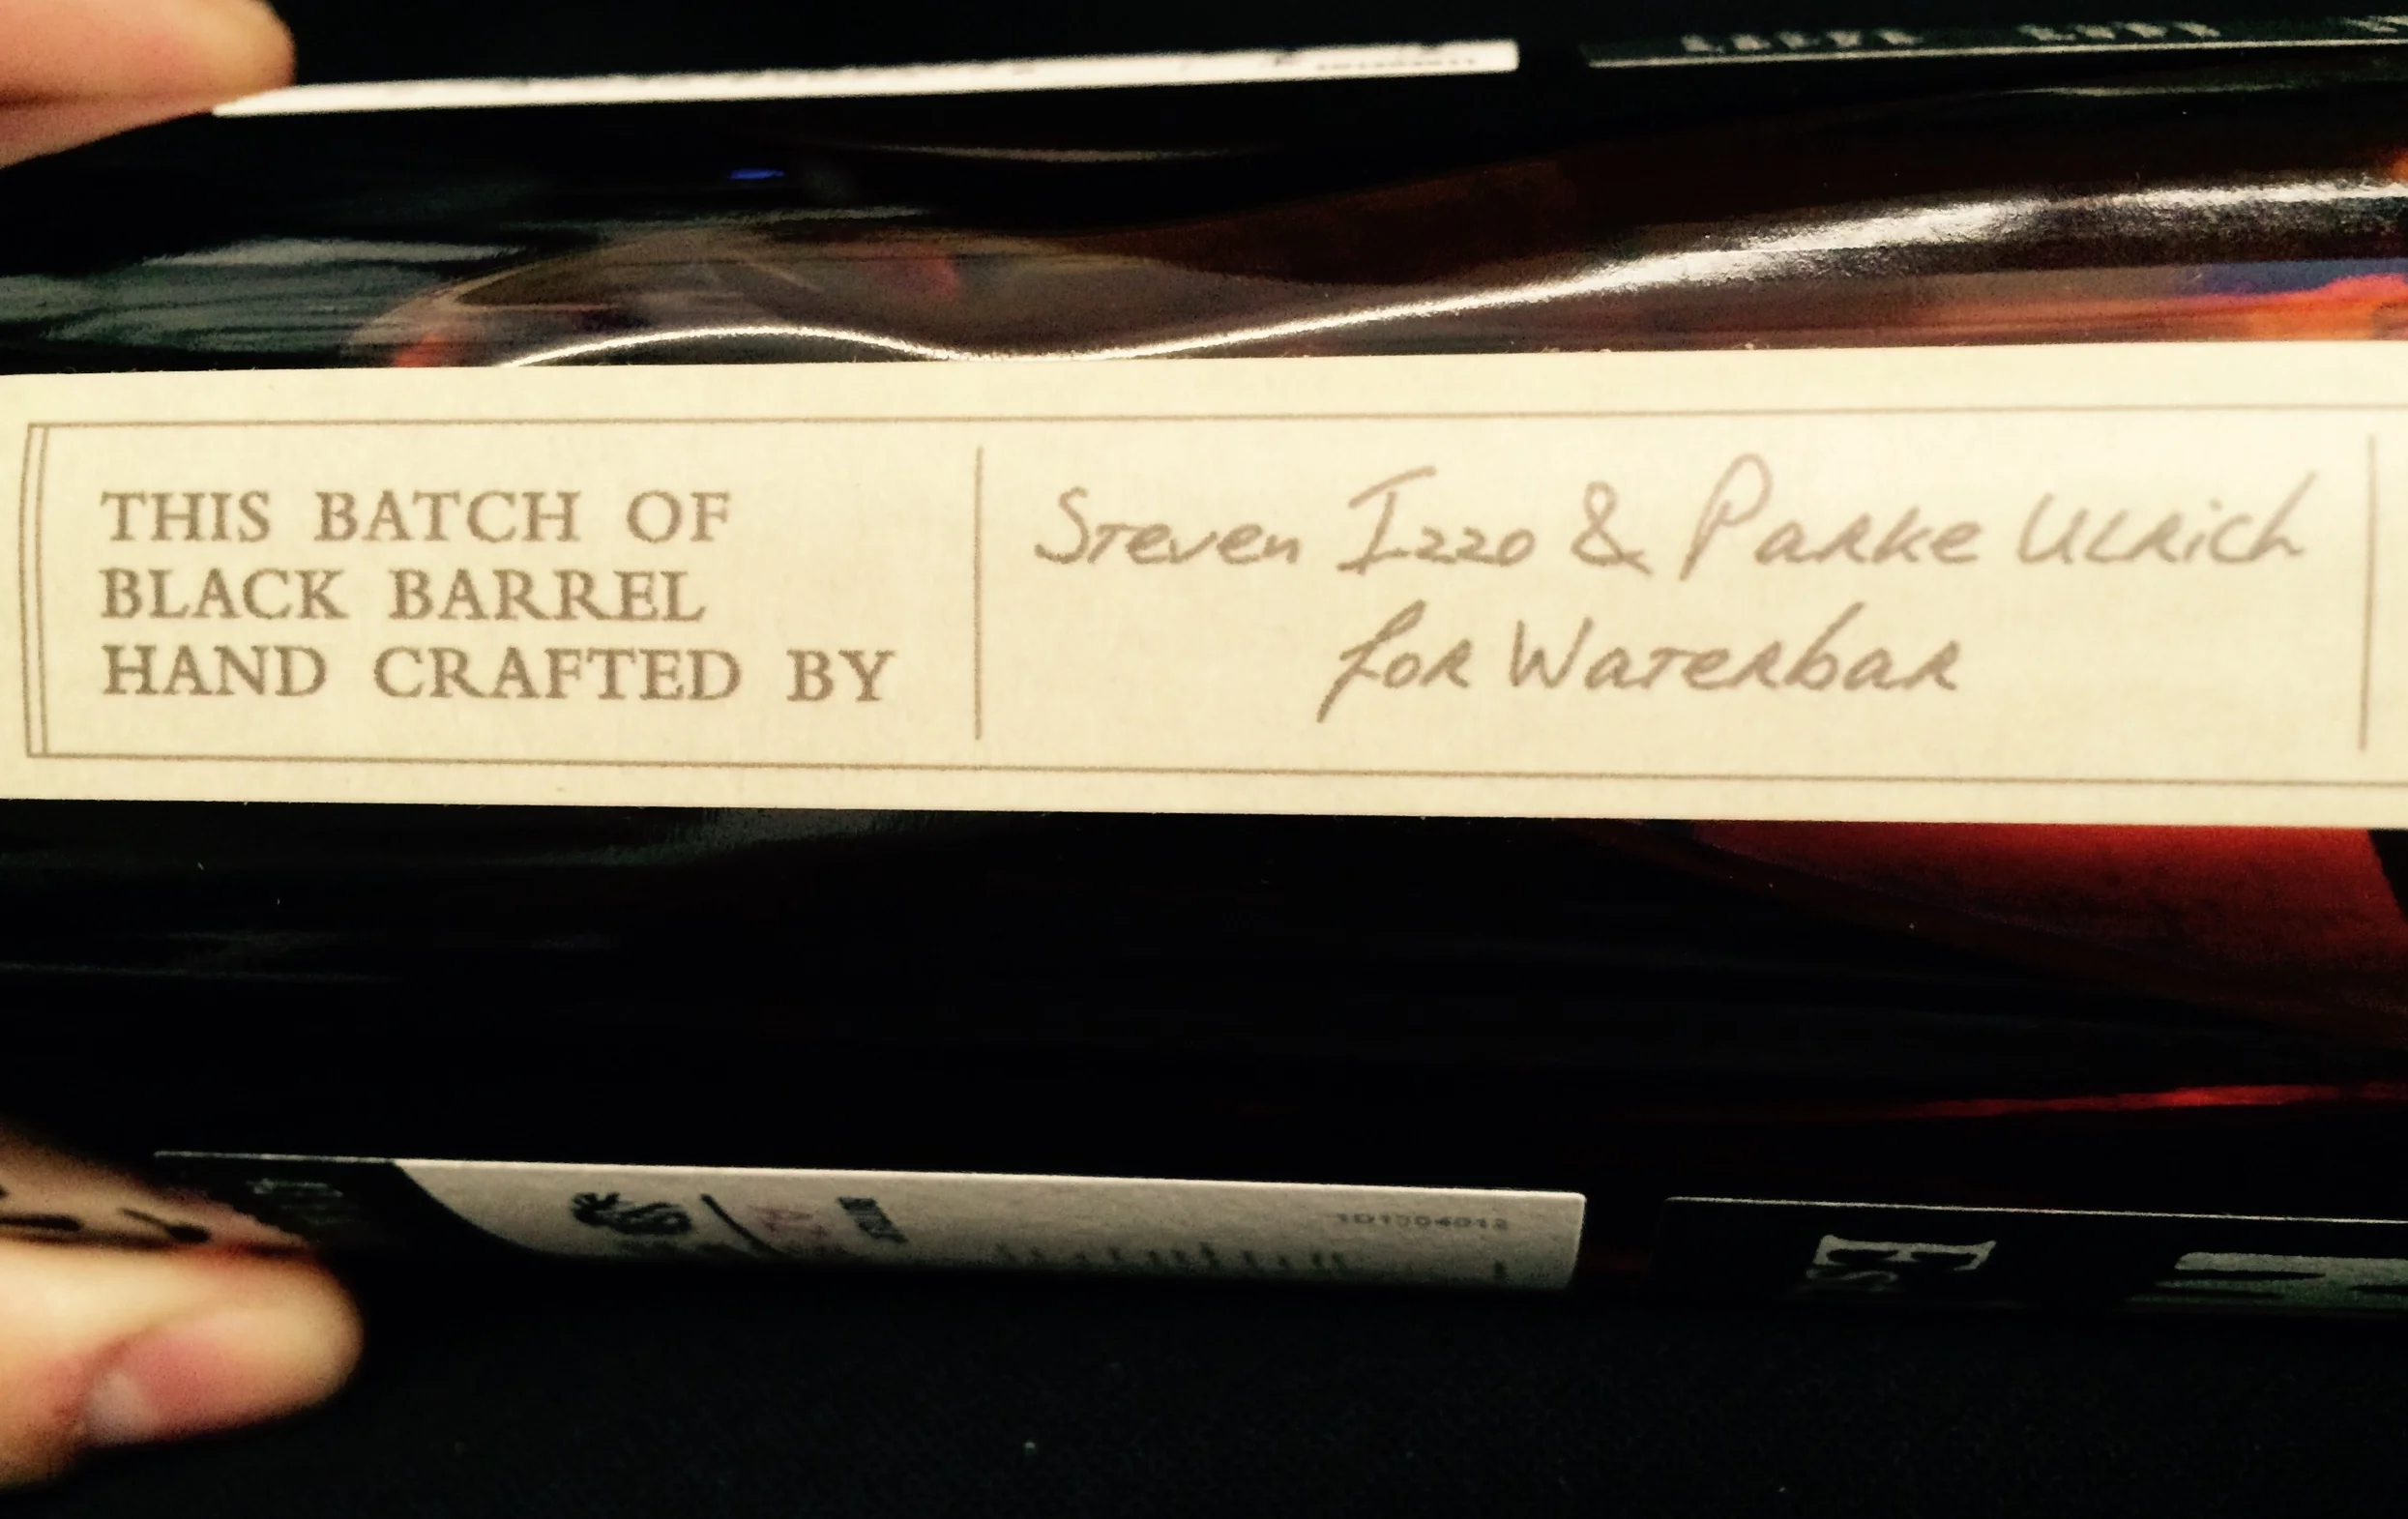 THIS BATCH OF
BLACK BARREL
HAND CRAFTED BY
Steven Izzo & Parke Ulrich
for Waterbar